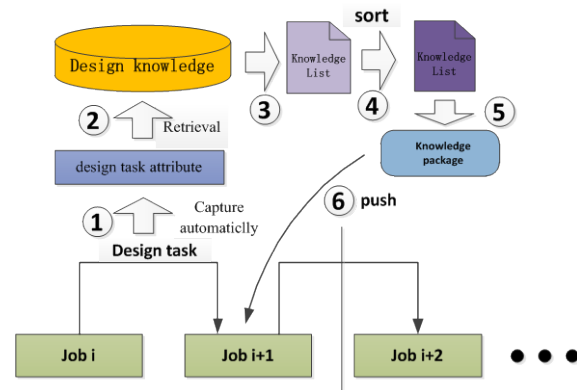 sort
Design knowledge
Knowledge
List
Knowledge
List
3
4
5
2
Retrieval
Knowledge
package
design task attribute
6 push
1
Capture
automaticlly
Design task
Job i
Job i+1
Job i+2